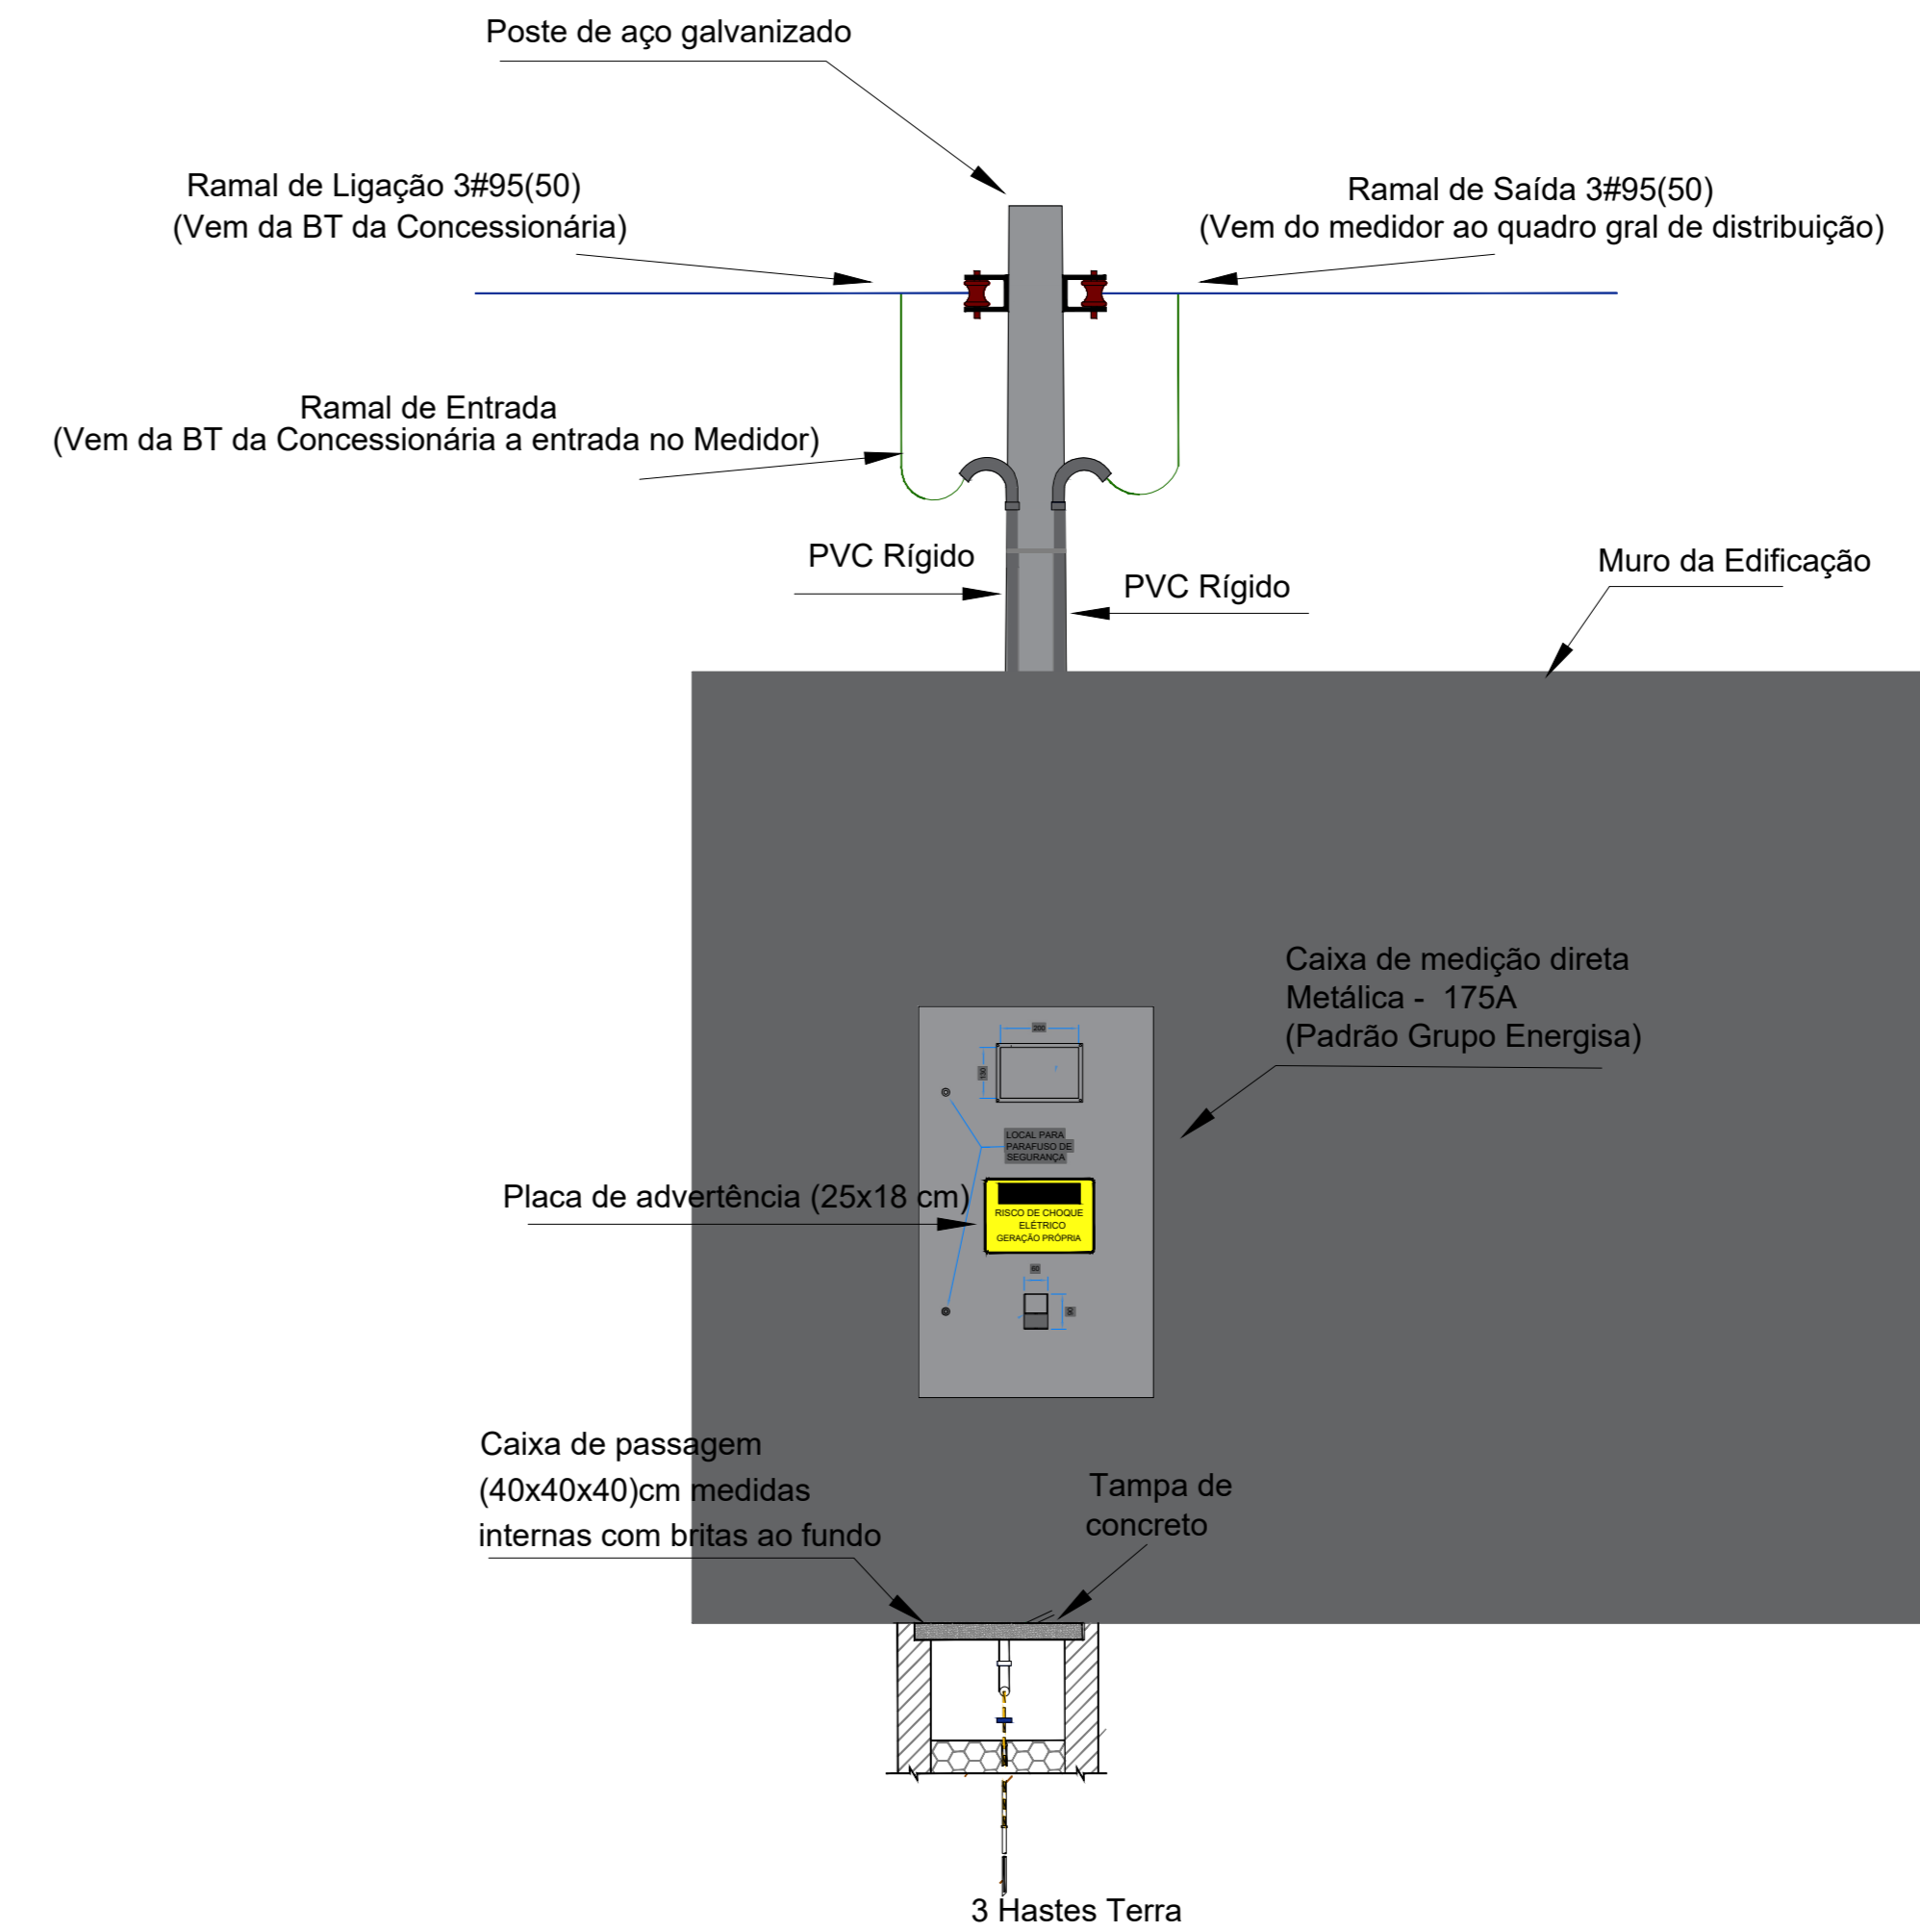 Poste de aço galvanizado
Ramal de Ligação 3#95(50)
(Vem da BT da Concessionária)
Ramal de Saída 3#95(50)
(Vem do medidor ao quadro gral de distribuição)
Ramal de Entrada
(Vem da BT da Concessionária a entrada no Medidor)
PVC Rígido
PVC Rígido
Muro da Edificação
Caixa de medição direta
Metálica - 175A
(Padrão Grupo Energisa)
200
130
LOCAL PARA
PARAFUSO DE
SEGURANÇA
Placa de advertência (25x18 cm)
RISCO DE CHOQUE
ELÉTRICO
GERAÇÃO PRÓPRIA
60
90
Caixa de passagem
(40x40x40)cm medidas
internas com britas ao fundo
Tampa de
concreto
3 Hastes Terra